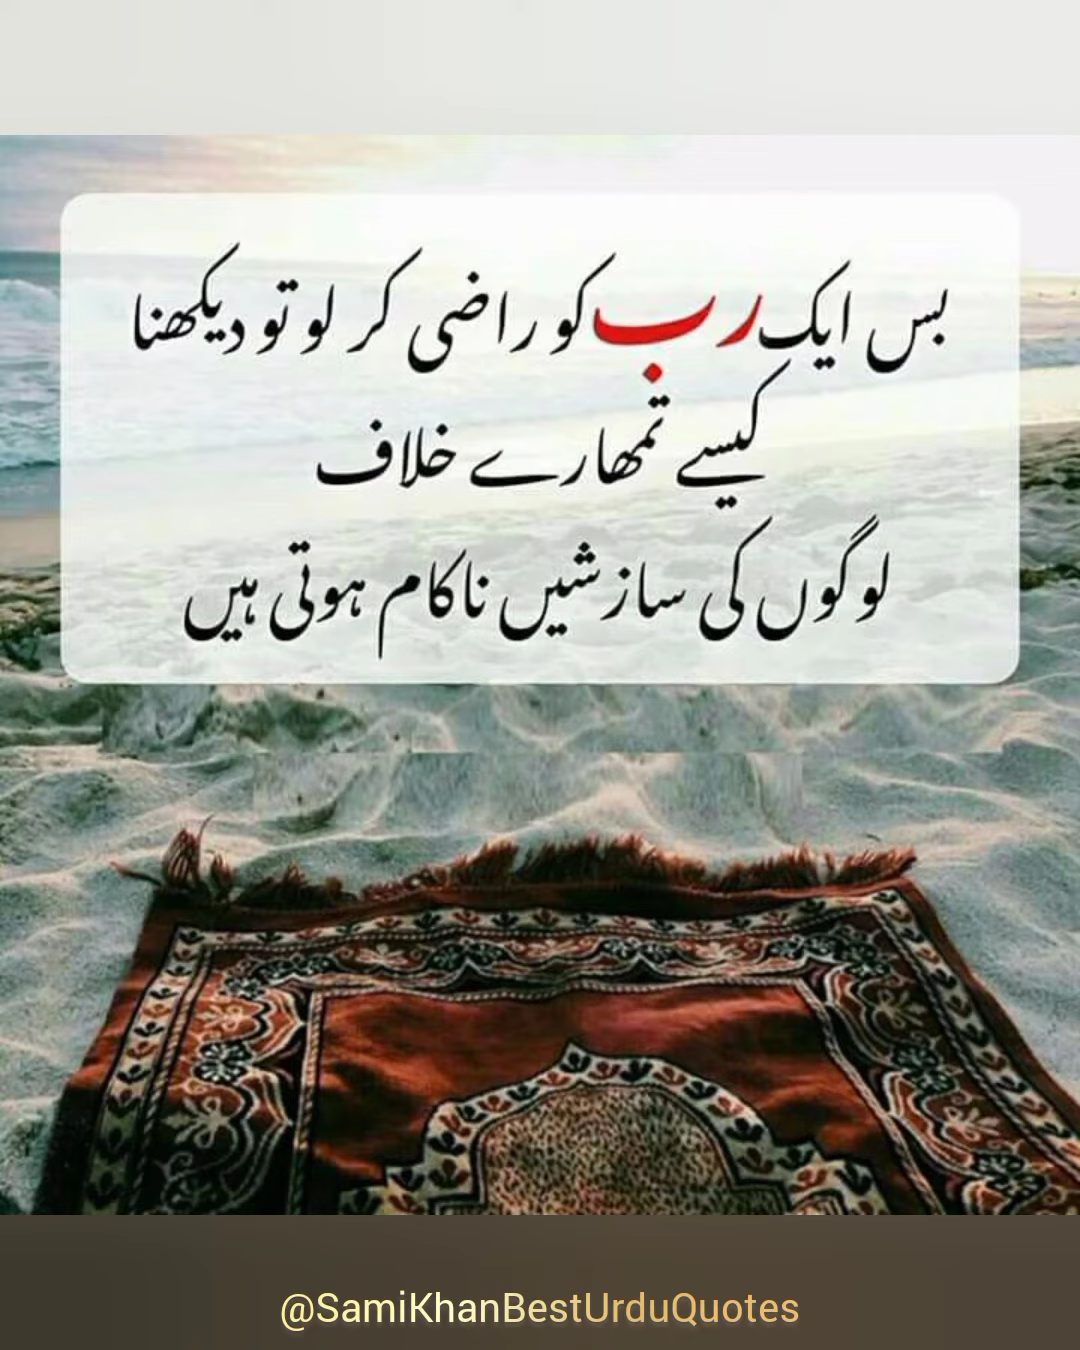 بس ایک رب کو راضی کر لو تو دیکھنا
کیسے تمھارے خلاف
لوگوں کی سازشیں ناکام ہوتی ہیں
@SamiKhanBestUrduQuotes